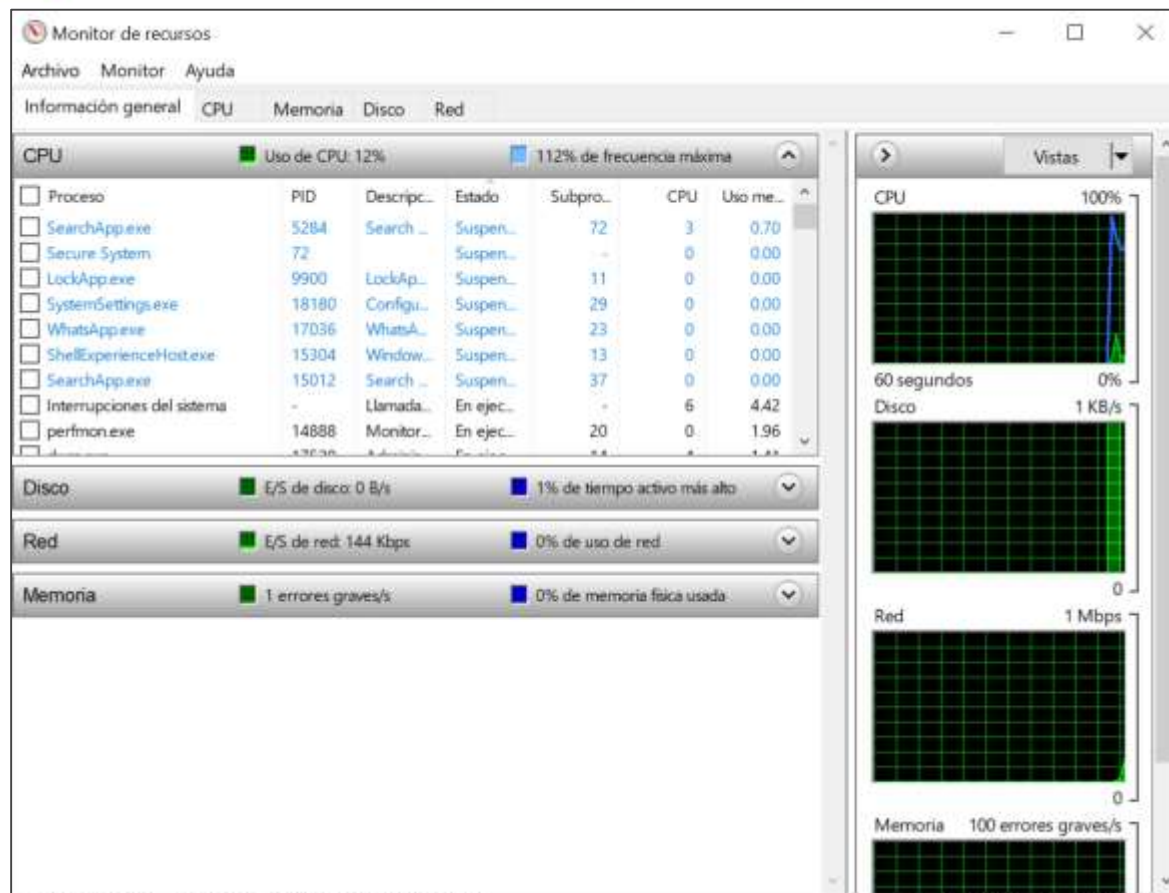 Monitor de recursos
Archivo Monitor Ayuda
Información general CPU Memoria Disco Red
CPU Uso de CPU: 12% 112% de frecuencia máxima
Proceso PID Descripc... Estado Subpro... CPU Uso me...
SearchApp.exe 5284 Search ... Suspen... 72 3 0.70
Secure System 72 Suspen... - 0 0.00
LockApp.exe 9900 LockAp... Suspen... 11 0 0.00
SystemSettings.exe 18180 Configu... Suspen... 29 0 0.00
WhatsApp.exe 17036 WhatsA... Suspen... 23 0 0.00
ShellExperienceHost.exe 15304 Window... Suspen... 13 0 0.00
SearchApp.exe 15012 Search ... Suspen... 37 0 0.00
Interrupciones del sistema - Llamada... En ejec... - 6 4.42
perfmon.exe 14888 Monitor... En ejec... 20 0 1.96
Disco E/S de disco: 0 B/s 1% de tiempo activo más alto
Red E/S de red: 144 Kbps 0% de uso de red
Memoria 1 errores graves/s 0% de memoria física usada
Vistas
CPU 100%
60 segundos 0%
Disco 1 KB/s
0
Red 1 Mbps
0
Memoria 100 errores graves/s